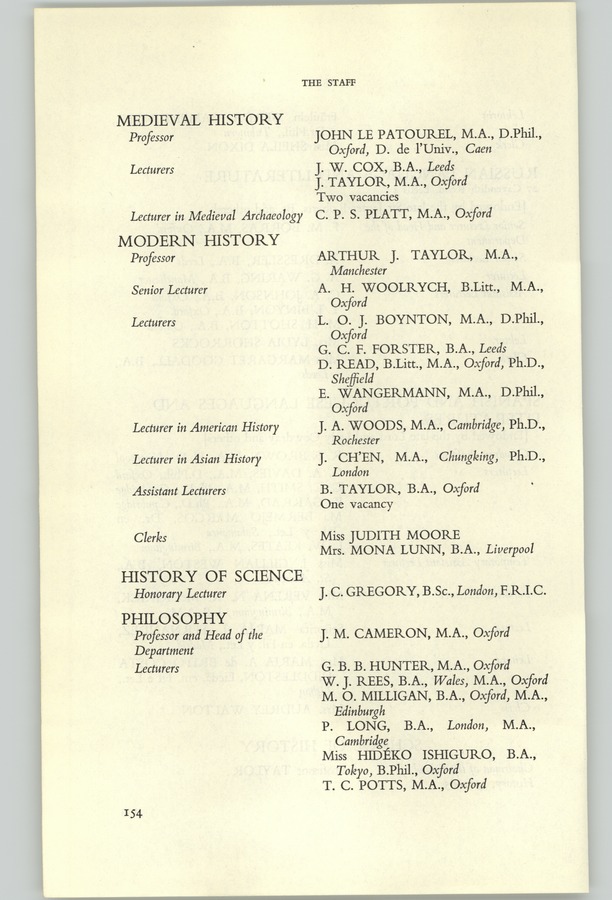 THE STAFF
MEDIEVAL HISTORY
Professor JOHN LE PATOUREL, M.A., D.Phil.,
Oxford, D. de l'Univ., Caen
Lecturers J. W. COX, B.A., Leeds
J. TAYLOR, M.A., Oxford
Two vacancies
Lecturer in Medieval Archaeology C. P. S. PLATT, M.A., Oxford
MODERN HISTORY
Professor ARTHUR J. TAYLOR, M.A.,
Manchester
Senior Lecturer A. H. WOOLRYCH, B.Litt., M.A.,
Oxford
Lecturers L. O. J. BOYNTON, M.A., D.Phil.,
Oxford
G. C. F. FORSTER, B.A., Leeds
D. READ, B.Litt., M.A., Oxford, Ph.D.,
Sheffield
E. WANGERMANN, M.A., D.Phil.,
Oxford
Lecturer in American History J. A. WOODS, M.A., Cambridge, Ph.D.,
Rochester
Lecturer in Asian History J. CH'EN, M.A., Chungking, Ph.D.,
London
Assistant Lecturers B. TAYLOR, B.A., Oxford
One vacancy
Clerks Miss JUDITH MOORE
Mrs. MONA LUNN, B.A., Liverpool
HISTORY OF SCIENCE
Honorary Lecturer J. C. GREGORY, B.Sc., London, F.R.I.C.
PHILOSOPHY
Professor and Head of the J. M. CAMERON, M.A., Oxford
Department
Lecturers G. B. B. HUNTER, M.A., Oxford
W. J. REES, B.A., Wales, M.A., Oxford
M. O. MILLIGAN, B.A., Oxford, M.A.,
Edinburgh
P. LONG, B.A., London, M.A.,
Cambridge
Miss HIDÉKO ISHIGURO, B.A.,
Tokyo, B.Phil., Oxford
T. C. POTTS, M.A., Oxford
154